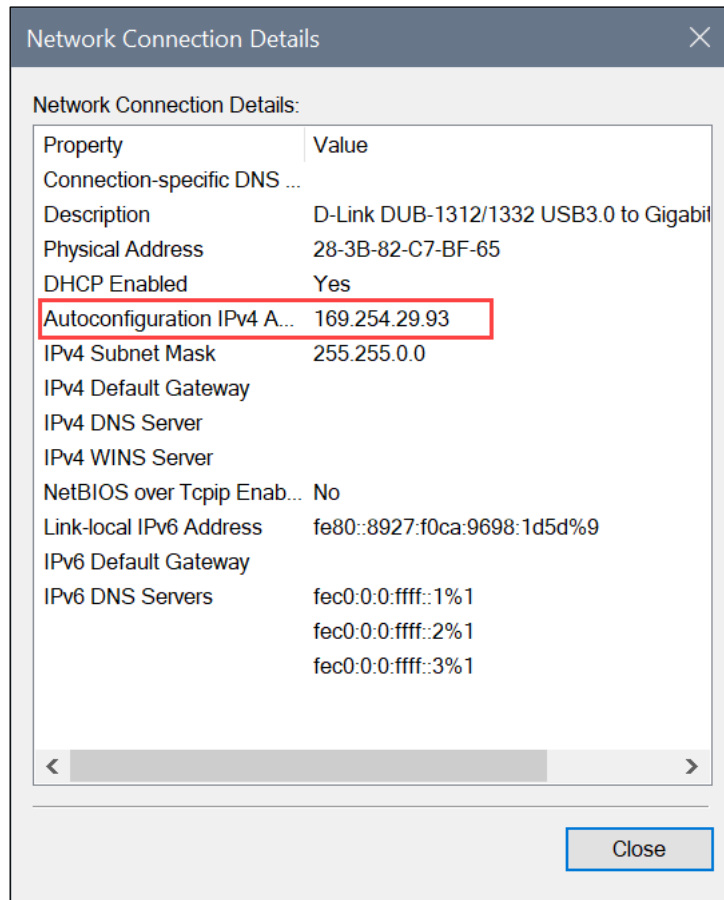 Network Connection Details
Network Connection Details:
Property Value
Connection-specific DNS ...
Description D-Link DUB-1312/1332 USB3.0 to Gigabit
Physical Address 28-3B-82-C7-BF-65
DHCP Enabled Yes
Autoconfiguration IPv4 A... 169.254.29.93
IPv4 Subnet Mask 255.255.0.0
IPv4 Default Gateway
IPv4 DNS Server
IPv4 WINS Server
NetBIOS over Tcpip Enab... No
Link-local IPv6 Address fe80::8927:f0ca:9698:1d5d%9
IPv6 Default Gateway
IPv6 DNS Servers fec0:0:0:ffff::1%1
fec0:0:0:ffff::2%1
fec0:0:0:ffff::3%1
Close